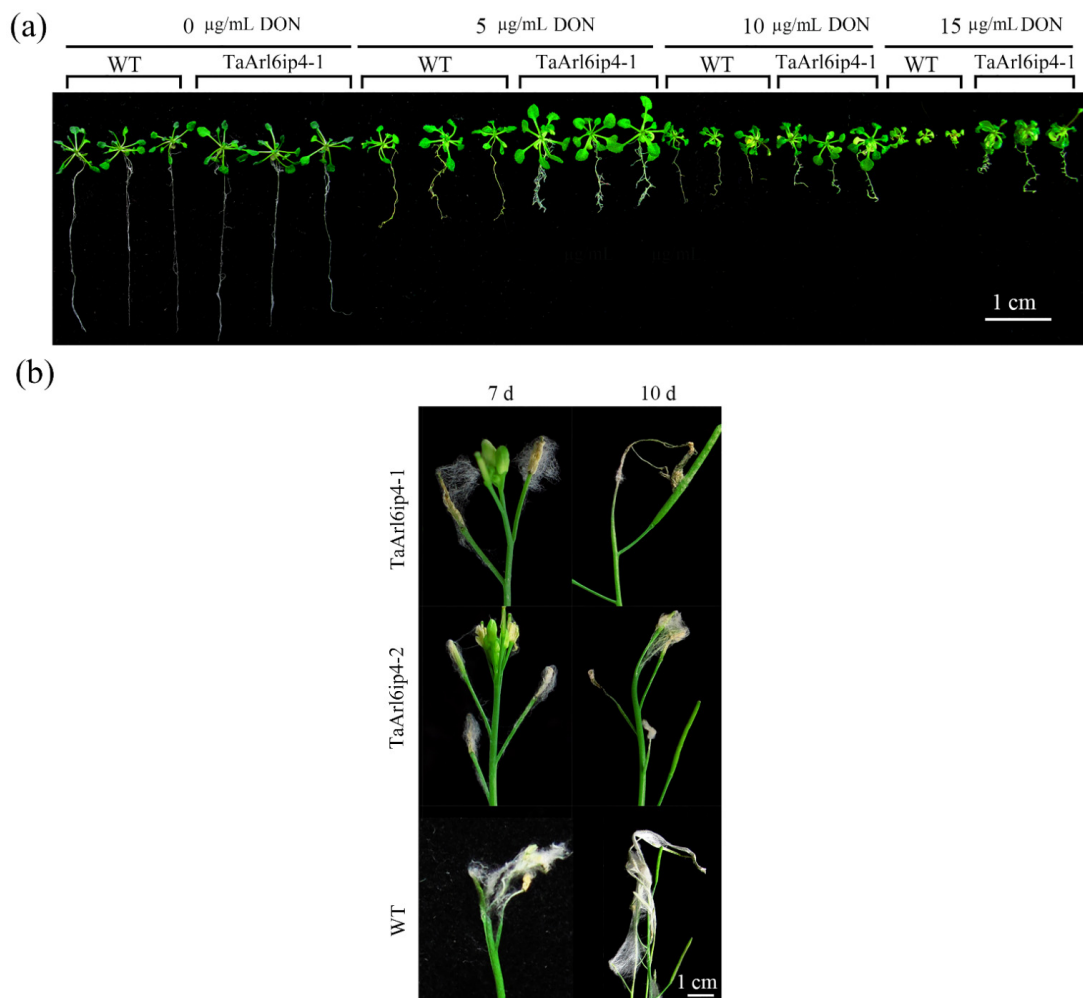 (a)
0 µg/mL DON 5 µg/mL DON 10 µg/mL DON 15 µg/mL DON
WT TaArl6ip4-1 WT TaArl6ip4-1 WT TaArl6ip4-1 WT TaArl6ip4-1
1 cm
(b)
7 d 10 d
TaArl6ip4-1
TaArl6ip4-2
WT
1 cm